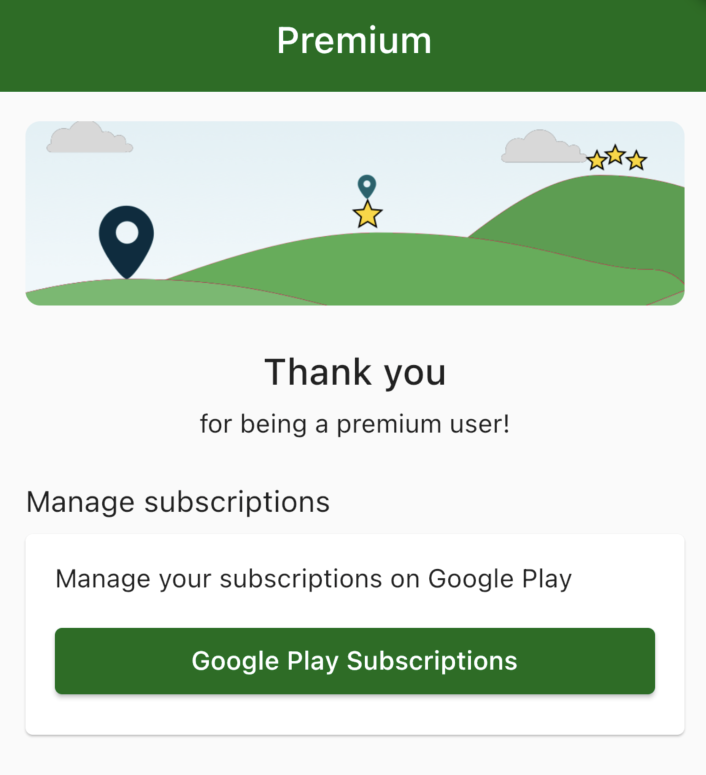 Premium
Thank you
for being a premium user!
Manage subscriptions
Manage your subscriptions on Google Play
Google Play Subscriptions